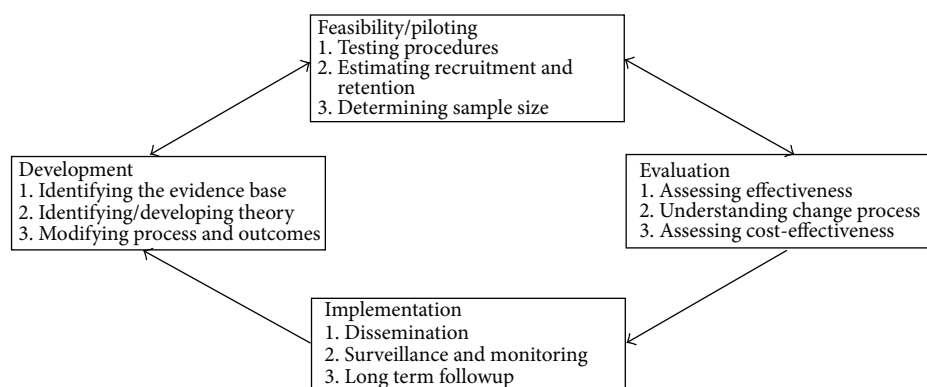 Feasibility/piloting
1. Testing procedures
2. Estimating recruitment and
retention
3. Determining sample size
Development
1. Identifying the evidence base
2. Identifying/developing theory
3. Modifying process and outcomes
Evaluation
1. Assessing effectiveness
2. Understanding change process
3. Assessing cost-effectiveness
Implementation
1. Dissemination
2. Surveillance and monitoring
3. Long term followup